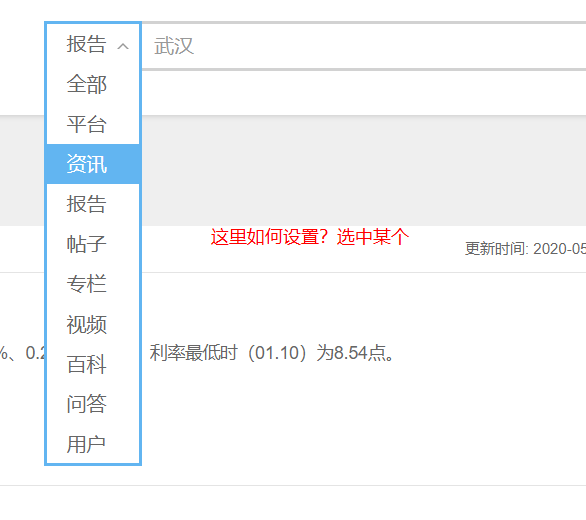 报告 武汉
全部
平台
资讯
报告
帖子
这里如何设置？选中某个
更新时间: 2020-05
专栏
视频
%、0.2
利率最低时（01.10）为8.54点。
百科
问答
用户